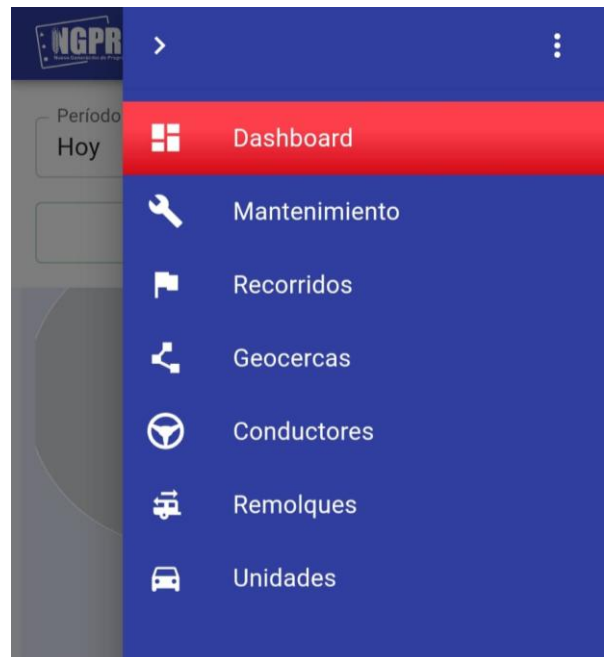 NGPR
Período
Hoy
Dashboard
Mantenimiento
Recorridos
Geocercas
Conductores
Remolques
Unidades